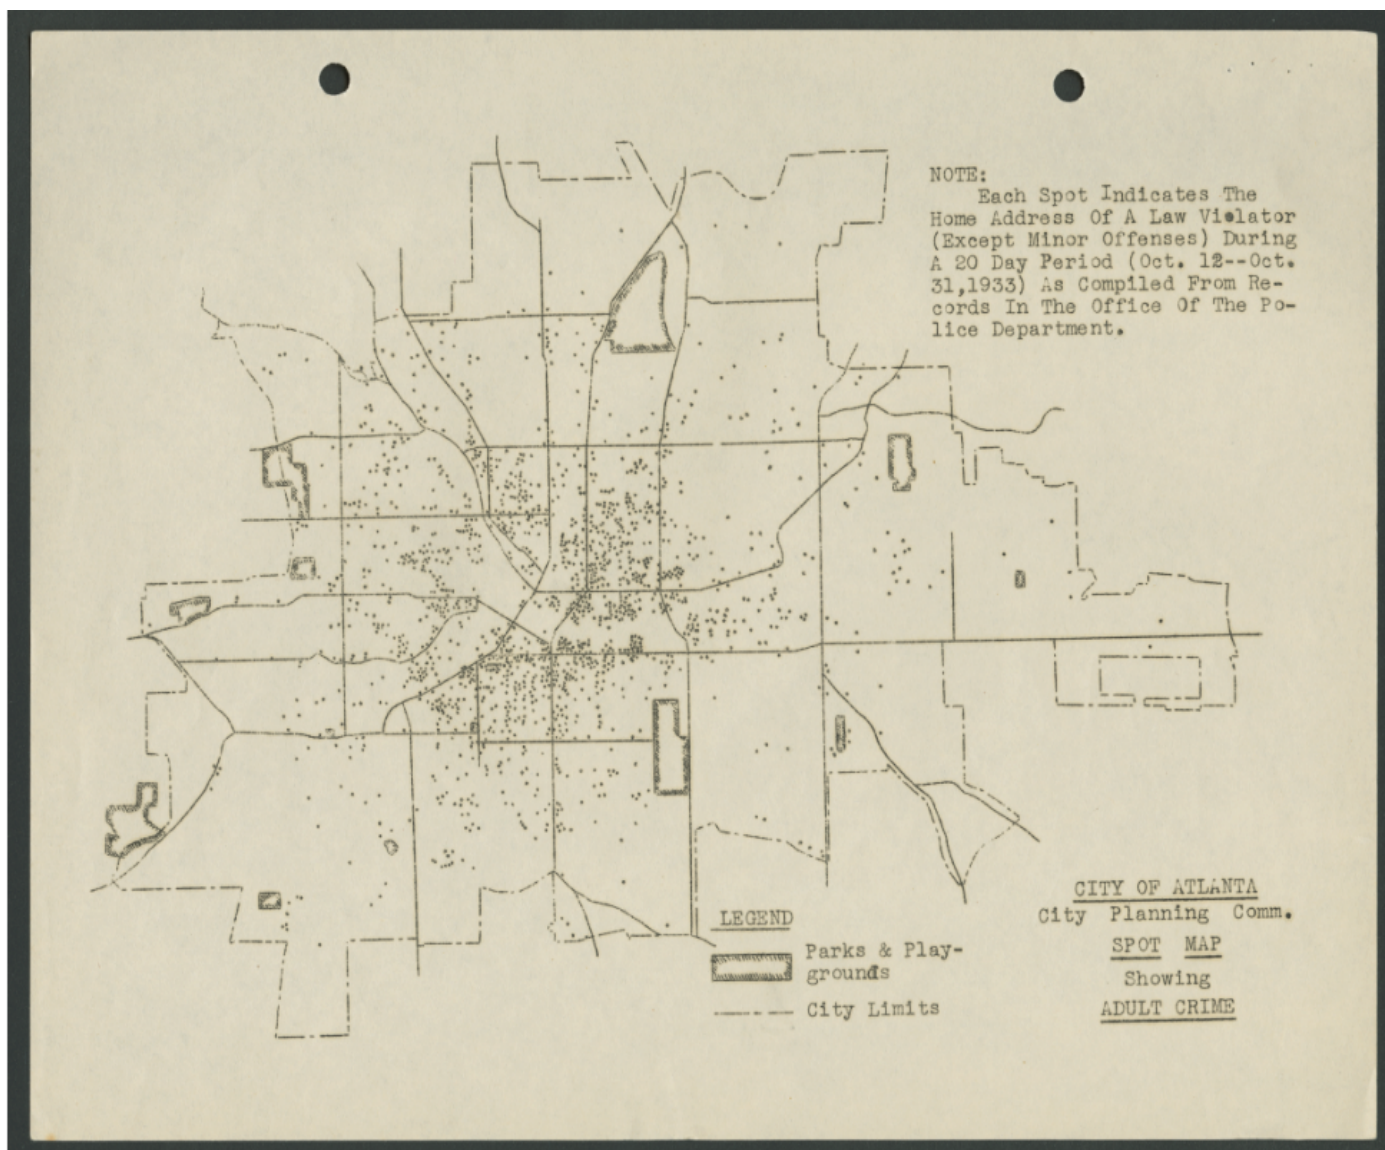 NOTE:
Each Spot Indicates The
Home Address Of A Law Violator
(Except Minor Offenses) During
A 20 Day Period (Oct. 12--Oct.
31,1933) As Compiled From Re-
cords In The Office Of The Po-
lice Department.
LEGEND
Parks & Play-
grounds
City Limits
CITY OF ATLANTA
City Planning Comm.
SPOT MAP
Showing
ADULT CRIME